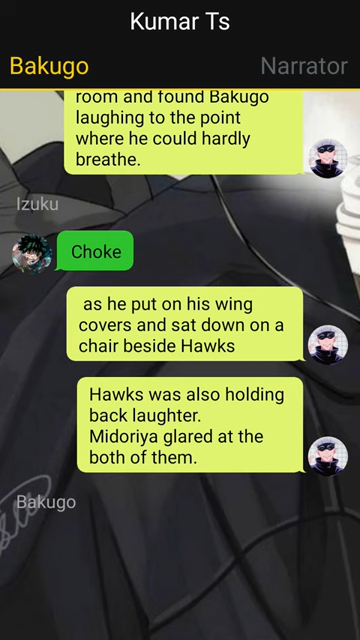 Kumar Ts
Bakugo
Narrator
room and found Bakugo
laughing to the point
where he could hardly
breathe.
Izuku
Choke
as he put on his wing
covers and sat down on a
chair beside Hawks
Hawks was also holding
back laughter.
Midoriya glared at the
both of them.
Bakugo